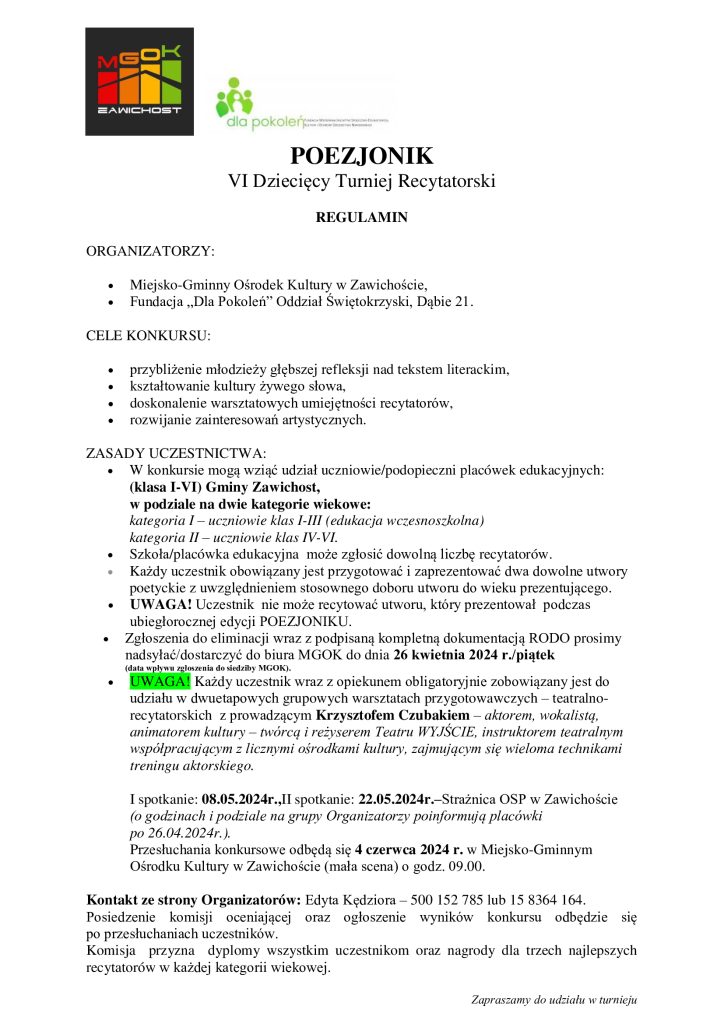 MGOK
ZAWICHOST
dla pokoleń
POEZJONIK
VI Dziecięcy Turniej Recytatorski
REGULAMIN
ORGANIZATORZY:
• Miejsko-Gminny Ośrodek Kultury w Zawichoście,
• Fundacja „Dla Pokoleń” Oddział Świętokrzyski, Dąbie 21.
CELE KONKURSU:
• przybliżenie młodzieży głębszej refleksji nad tekstem literackim,
• kształtowanie kultury żywego słowa,
• doskonalenie warsztatowych umiejętności recytatorów,
• rozwijanie zainteresowań artystycznych.
ZASADY UCZESTNICTWA:
• W konkursie mogą wziąć udział uczniowie/podopieczni placówek edukacyjnych:
(klasa I-VI) Gminy Zawichost,
w podziale na dwie kategorie wiekowe:
kategoria I – uczniowie klas I-III (edukacja wczesnoszkolna)
kategoria II – uczniowie klas IV-VI.
• Szkoła/placówka edukacyjna może zgłosić dowolną liczbę recytatorów.
• Każdy uczestnik obowiązany jest przygotować i zaprezentować dwa dowolne utwory
poetyckie z uwzględnieniem stosownego doboru utworu do wieku prezentującego.
• UWAGA! Uczestnik nie może recytować utworu, który prezentował podczas
ubiegłorocznej edycji POEZJONIKU.
• Zgłoszenia do eliminacji wraz z podpisaną kompletną dokumentacją RODO prosimy
nadsyłać/dostarczyć do biura MGOK do dnia 26 kwietnia 2024 r./piątek
(data wpływu zgłoszenia do siedziby MGOK).
• UWAGA! Każdy uczestnik wraz z opiekunem obligatoryjnie zobowiązany jest do
udziału w dwuetapowych grupowych warsztatach przygotowawczych – teatralno-
recytatorskich z prowadzącym Krzysztofem Czubakiem – aktorem, wokalistą,
animatorem kultury – twórcą i reżyserem Teatru WYJŚCIE, instruktorem teatralnym
współpracującym z licznymi ośrodkami kultury, zajmującym się wieloma technikami
treningu aktorskiego.
I spotkanie: 08.05.2024r.,II spotkanie: 22.05.2024r.–Strażnica OSP w Zawichoście
(o godzinach i podziale na grupy Organizatorzy poinformują placówki
po 26.04.2024r.).
Przesłuchania konkursowe odbędą się 4 czerwca 2024 r. w Miejsko-Gminnym
Ośrodku Kultury w Zawichoście (mała scena) o godz. 09.00.
Kontakt ze strony Organizatorów: Edyta Kędziora – 500 152 785 lub 15 8364 164.
Posiedzenie komisji oceniającej oraz ogłoszenie wyników konkursu odbędzie się
po przesłuchaniach uczestników.
Komisja przyzna dyplomy wszystkim uczestnikom oraz nagrody dla trzech najlepszych
recytatorów w każdej kategorii wiekowej.
Zapraszamy do udziału w turnieju